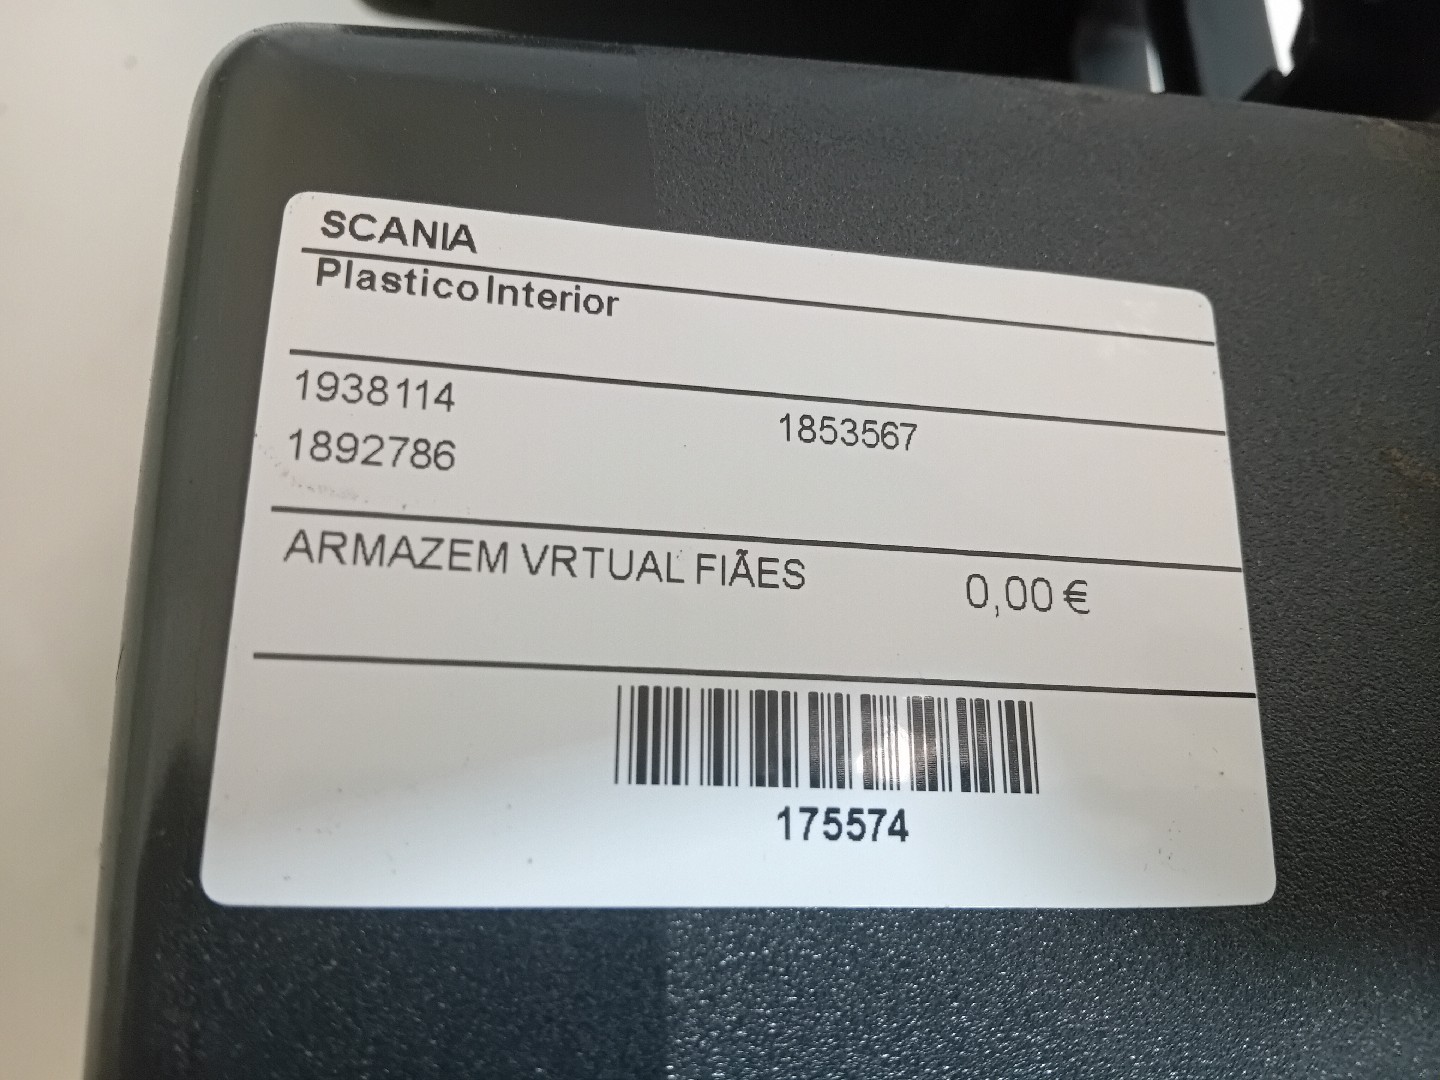 SCANIA
Plastico Interior
1938114
1853567
1892786
ARMAZEM VRTUAL FIÃES 0,00 €
175574